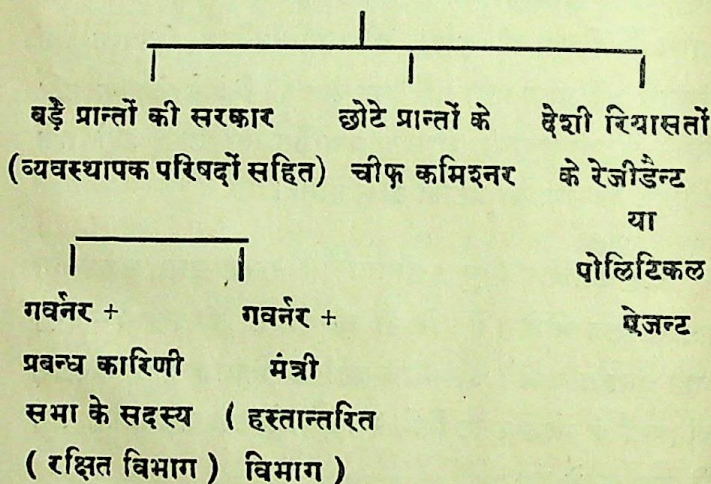 बड़े प्रान्तों की सरकार
(व्यवस्थापक परिषदों सहित)
छोटे प्रान्तों के
चीफ़ कमिश्नर
देशी रियासतों
के रेजीडैन्ट
या
पोलिटिकल
ऐजन्ट
गवर्नर +
प्रबन्ध कारिणी
सभा के सदस्य
( रक्षित विभाग )
गवर्नर +
मंत्री
( हस्तान्तरित
विभाग )